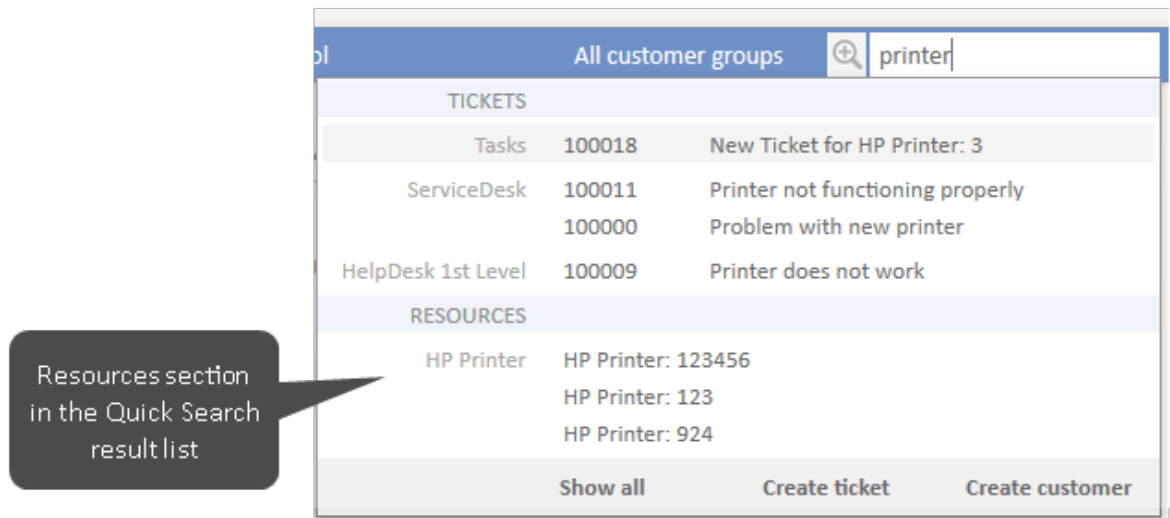 ol All customer groups printer
TICKETS
Tasks 100018 New Ticket for HP Printer: 3
ServiceDesk 100011 Printer not functioning properly
100000 Problem with new printer
HelpDesk 1st Level 100009 Printer does not work
RESOURCES
HP Printer HP Printer: 123456
HP Printer: 123
HP Printer: 924
Show all Create ticket Create customer
Resources section
in the Quick Search
result list